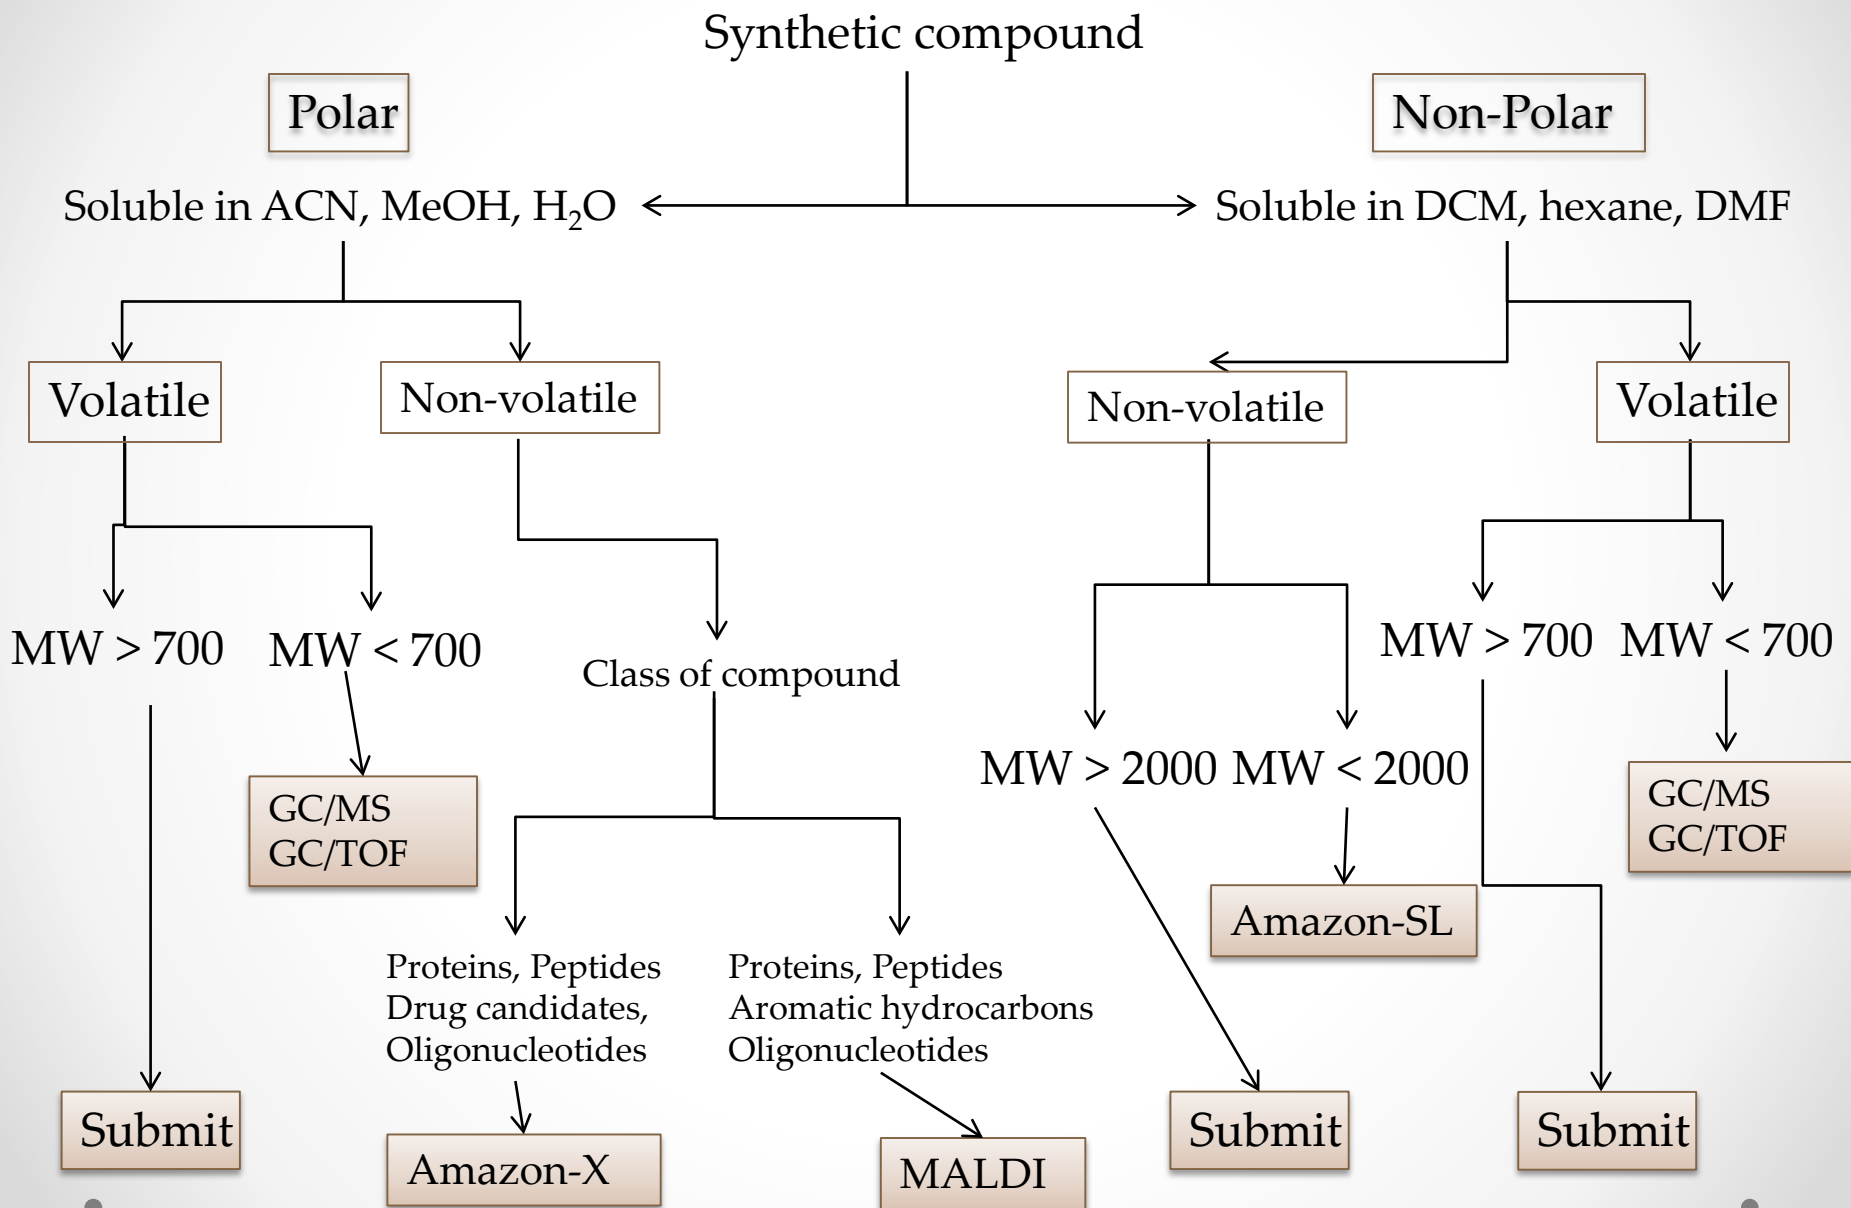 Synthetic compound
Polar
Non-Polar
Soluble in ACN, MeOH, H₂O
Soluble in DCM, hexane, DMF
Volatile
Non-volatile
Non-volatile
Volatile
MW > 700
MW < 700
Class of compound
MW > 2000
MW < 2000
MW > 700
MW < 700
GC/MS
GC/TOF
GC/MS
GC/TOF
Amazon-SL
Proteins, Peptides
Drug candidates,
Oligonucleotides
Proteins, Peptides
Aromatic hydrocarbons
Oligonucleotides
Submit
Amazon-X
MALDI
Submit
Submit